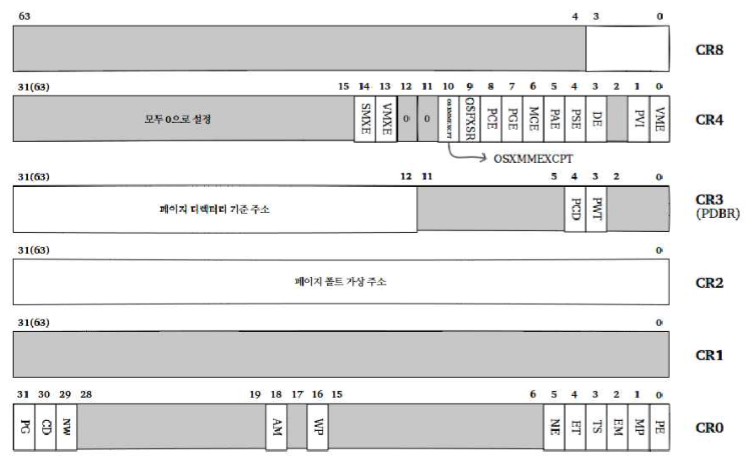 63 4 3 0
CR8
31(63) 15 14 13 12 11 10 9 8 7 6 5 4 3 2 1 0
모두 0으로 설정 SMXE VMXE 0 0 OSXMMEXCPT OSFXSR PCE PGE MCE PAE PSE DE PVI VME CR4
OSXMMEXCPT
31(63) 12 11 5 4 3 2 0
페이지 디렉터리 기준 주소 PCD PWT CR3
(PDBR)
31(63) 0
페이지 폴트 가상 주소 CR2
31(63) 0
CR1
31 30 29 28 19 18 17 16 15 6 5 4 3 2 1 0
PG CD NW AM WP NE ET TS EM MP PE CR0